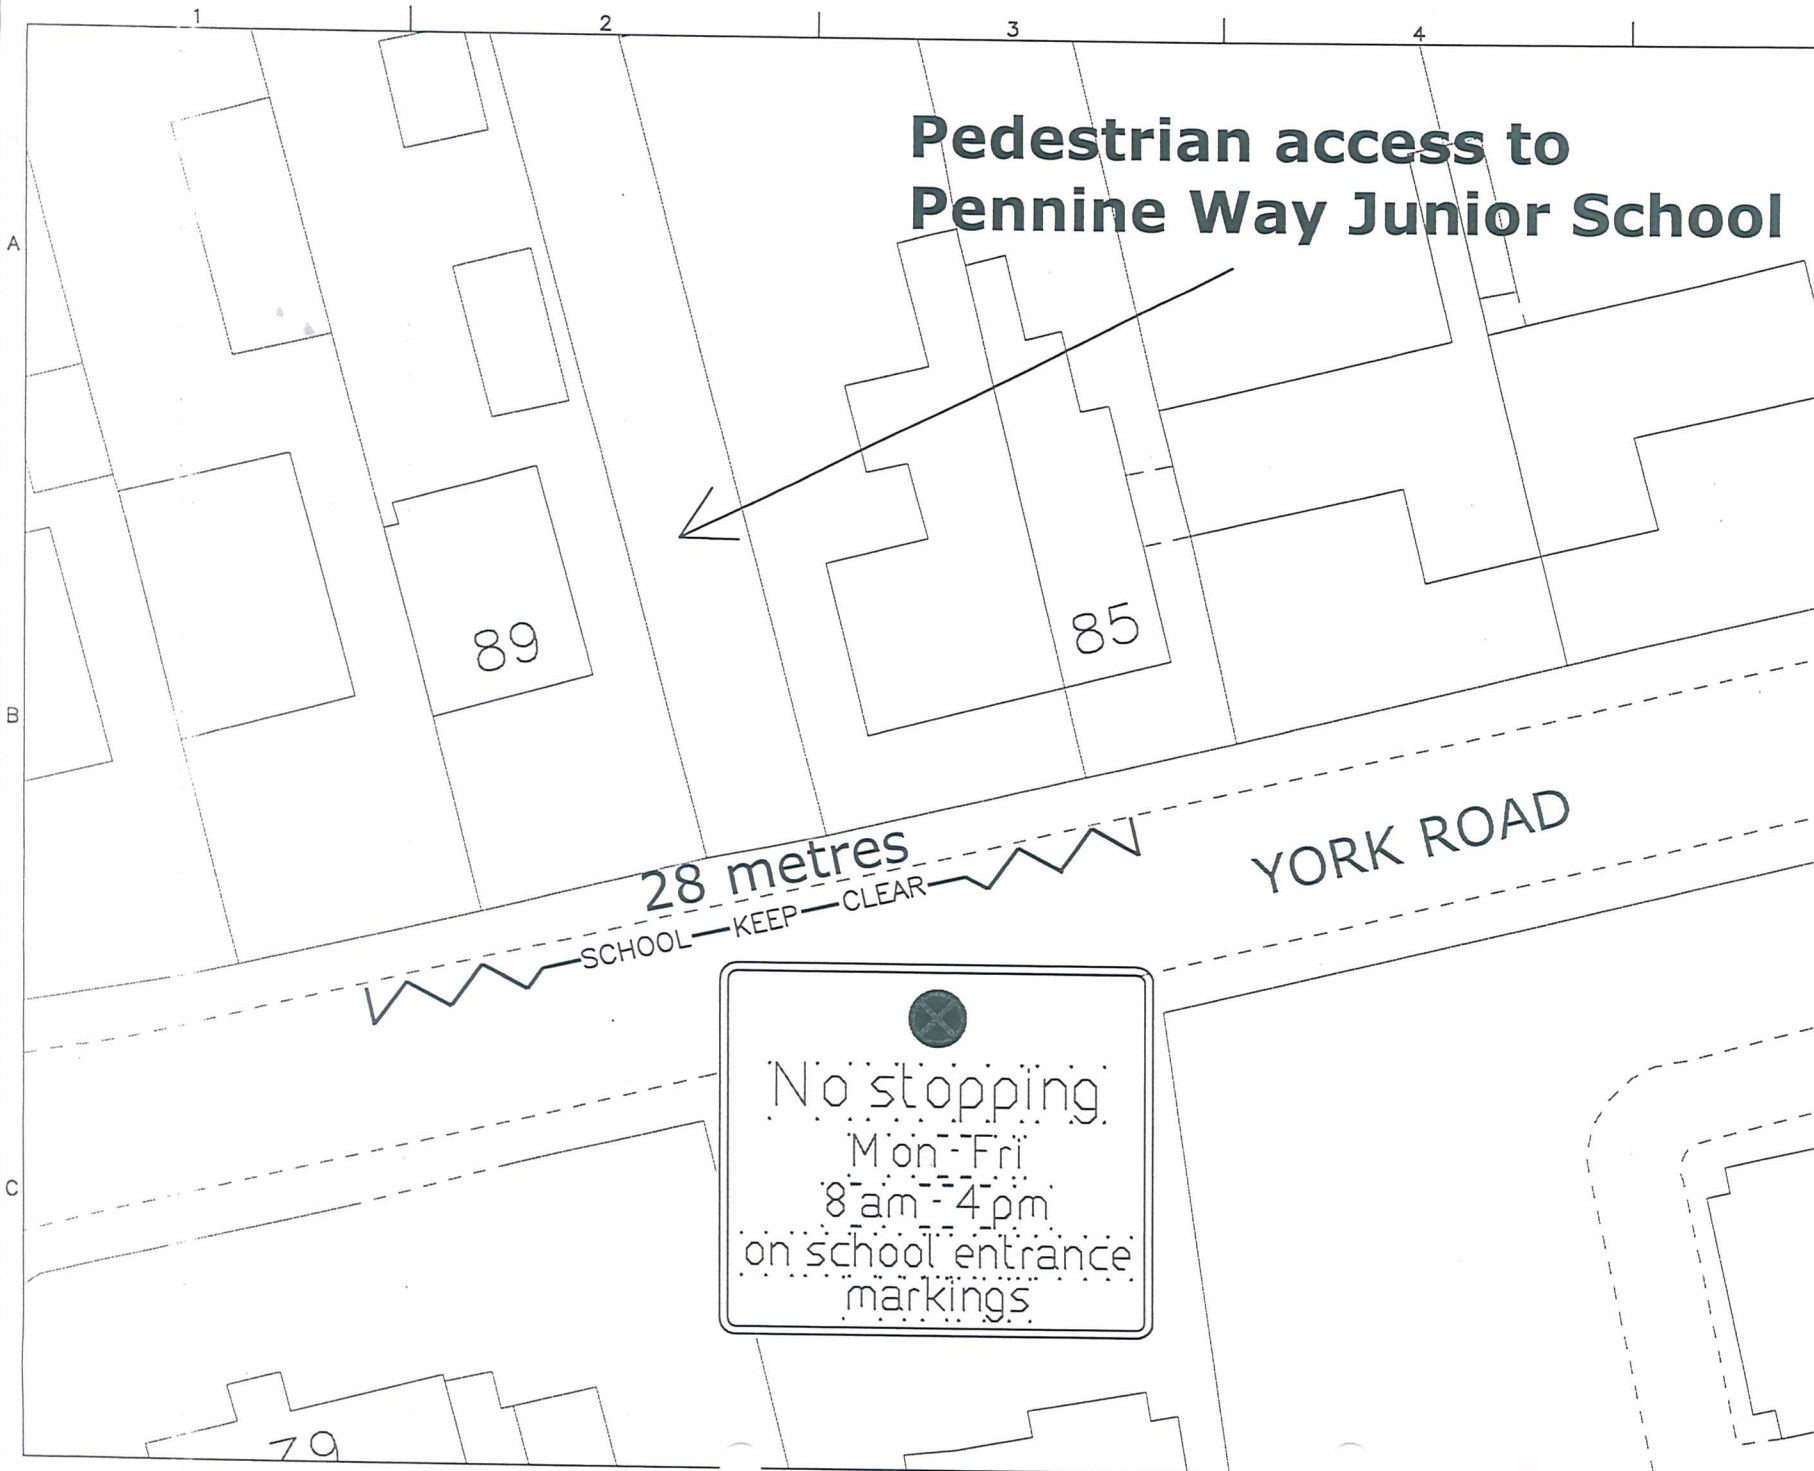 1
2
3
4
Pedestrian access to
Pennine Way Junior School
A
89
85
B
28 metres
YORK ROAD
SCHOOL KEEP CLEAR
No stopping
Mon-Fri
8 am - 4 pm
on school entrance
markings
C
79